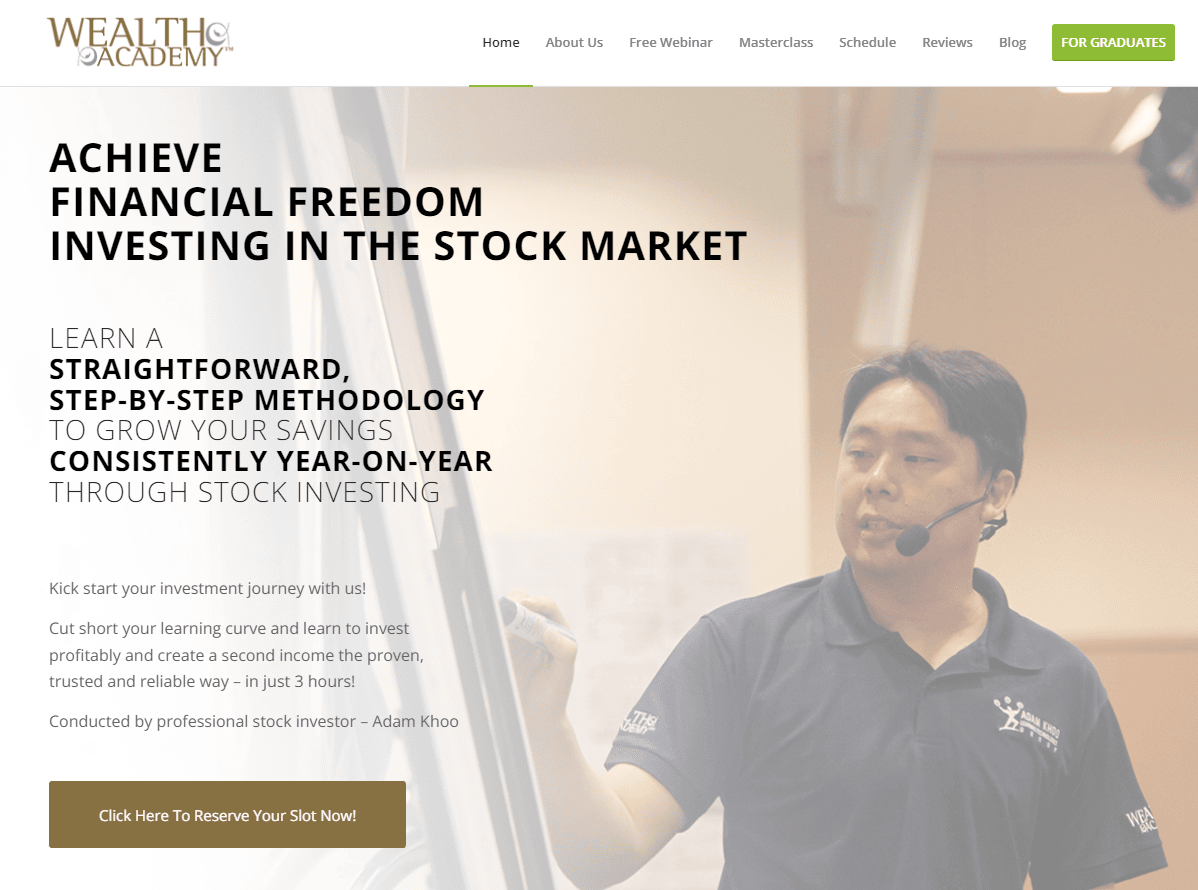 WEALTH
ACADEMY™
Home About Us Free Webinar Masterclass Schedule Reviews Blog FOR GRADUATES
ACHIEVE
FINANCIAL FREEDOM
INVESTING IN THE STOCK MARKET
LEARN A
STRAIGHTFORWARD,
STEP-BY-STEP METHODOLOGY
TO GROW YOUR SAVINGS
CONSISTENTLY YEAR-ON-YEAR
THROUGH STOCK INVESTING
Kick start your investment journey with us!
Cut short your learning curve and learn to invest
profitably and create a second income the proven,
trusted and reliable way – in just 3 hours!
Conducted by professional stock investor – Adam Khoo
ADAM KHOO
Click Here To Reserve Your Slot Now!